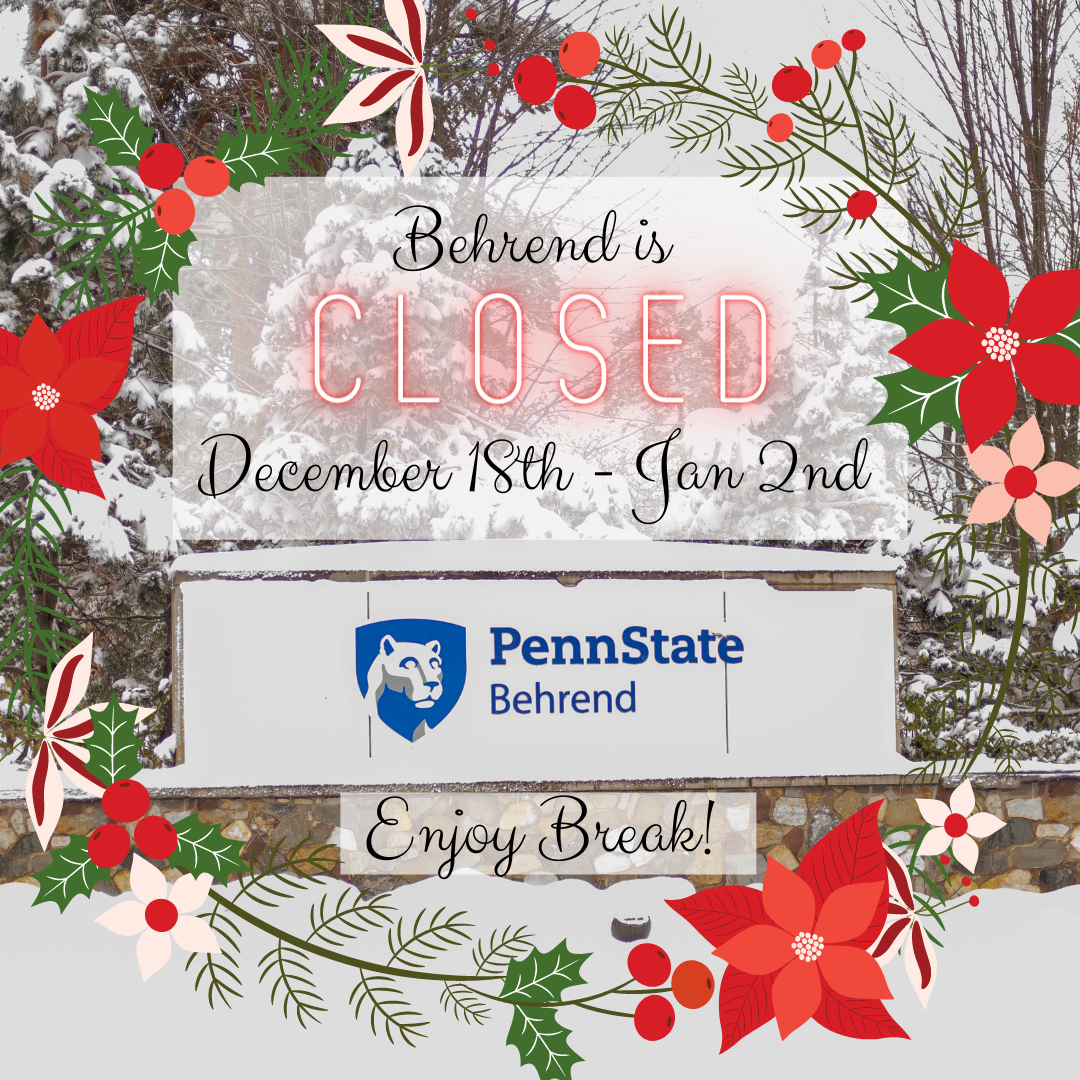 Behrend is
CLOSED
December 18th - Jan 2nd
PennState
Behrend
Enjoy Break!